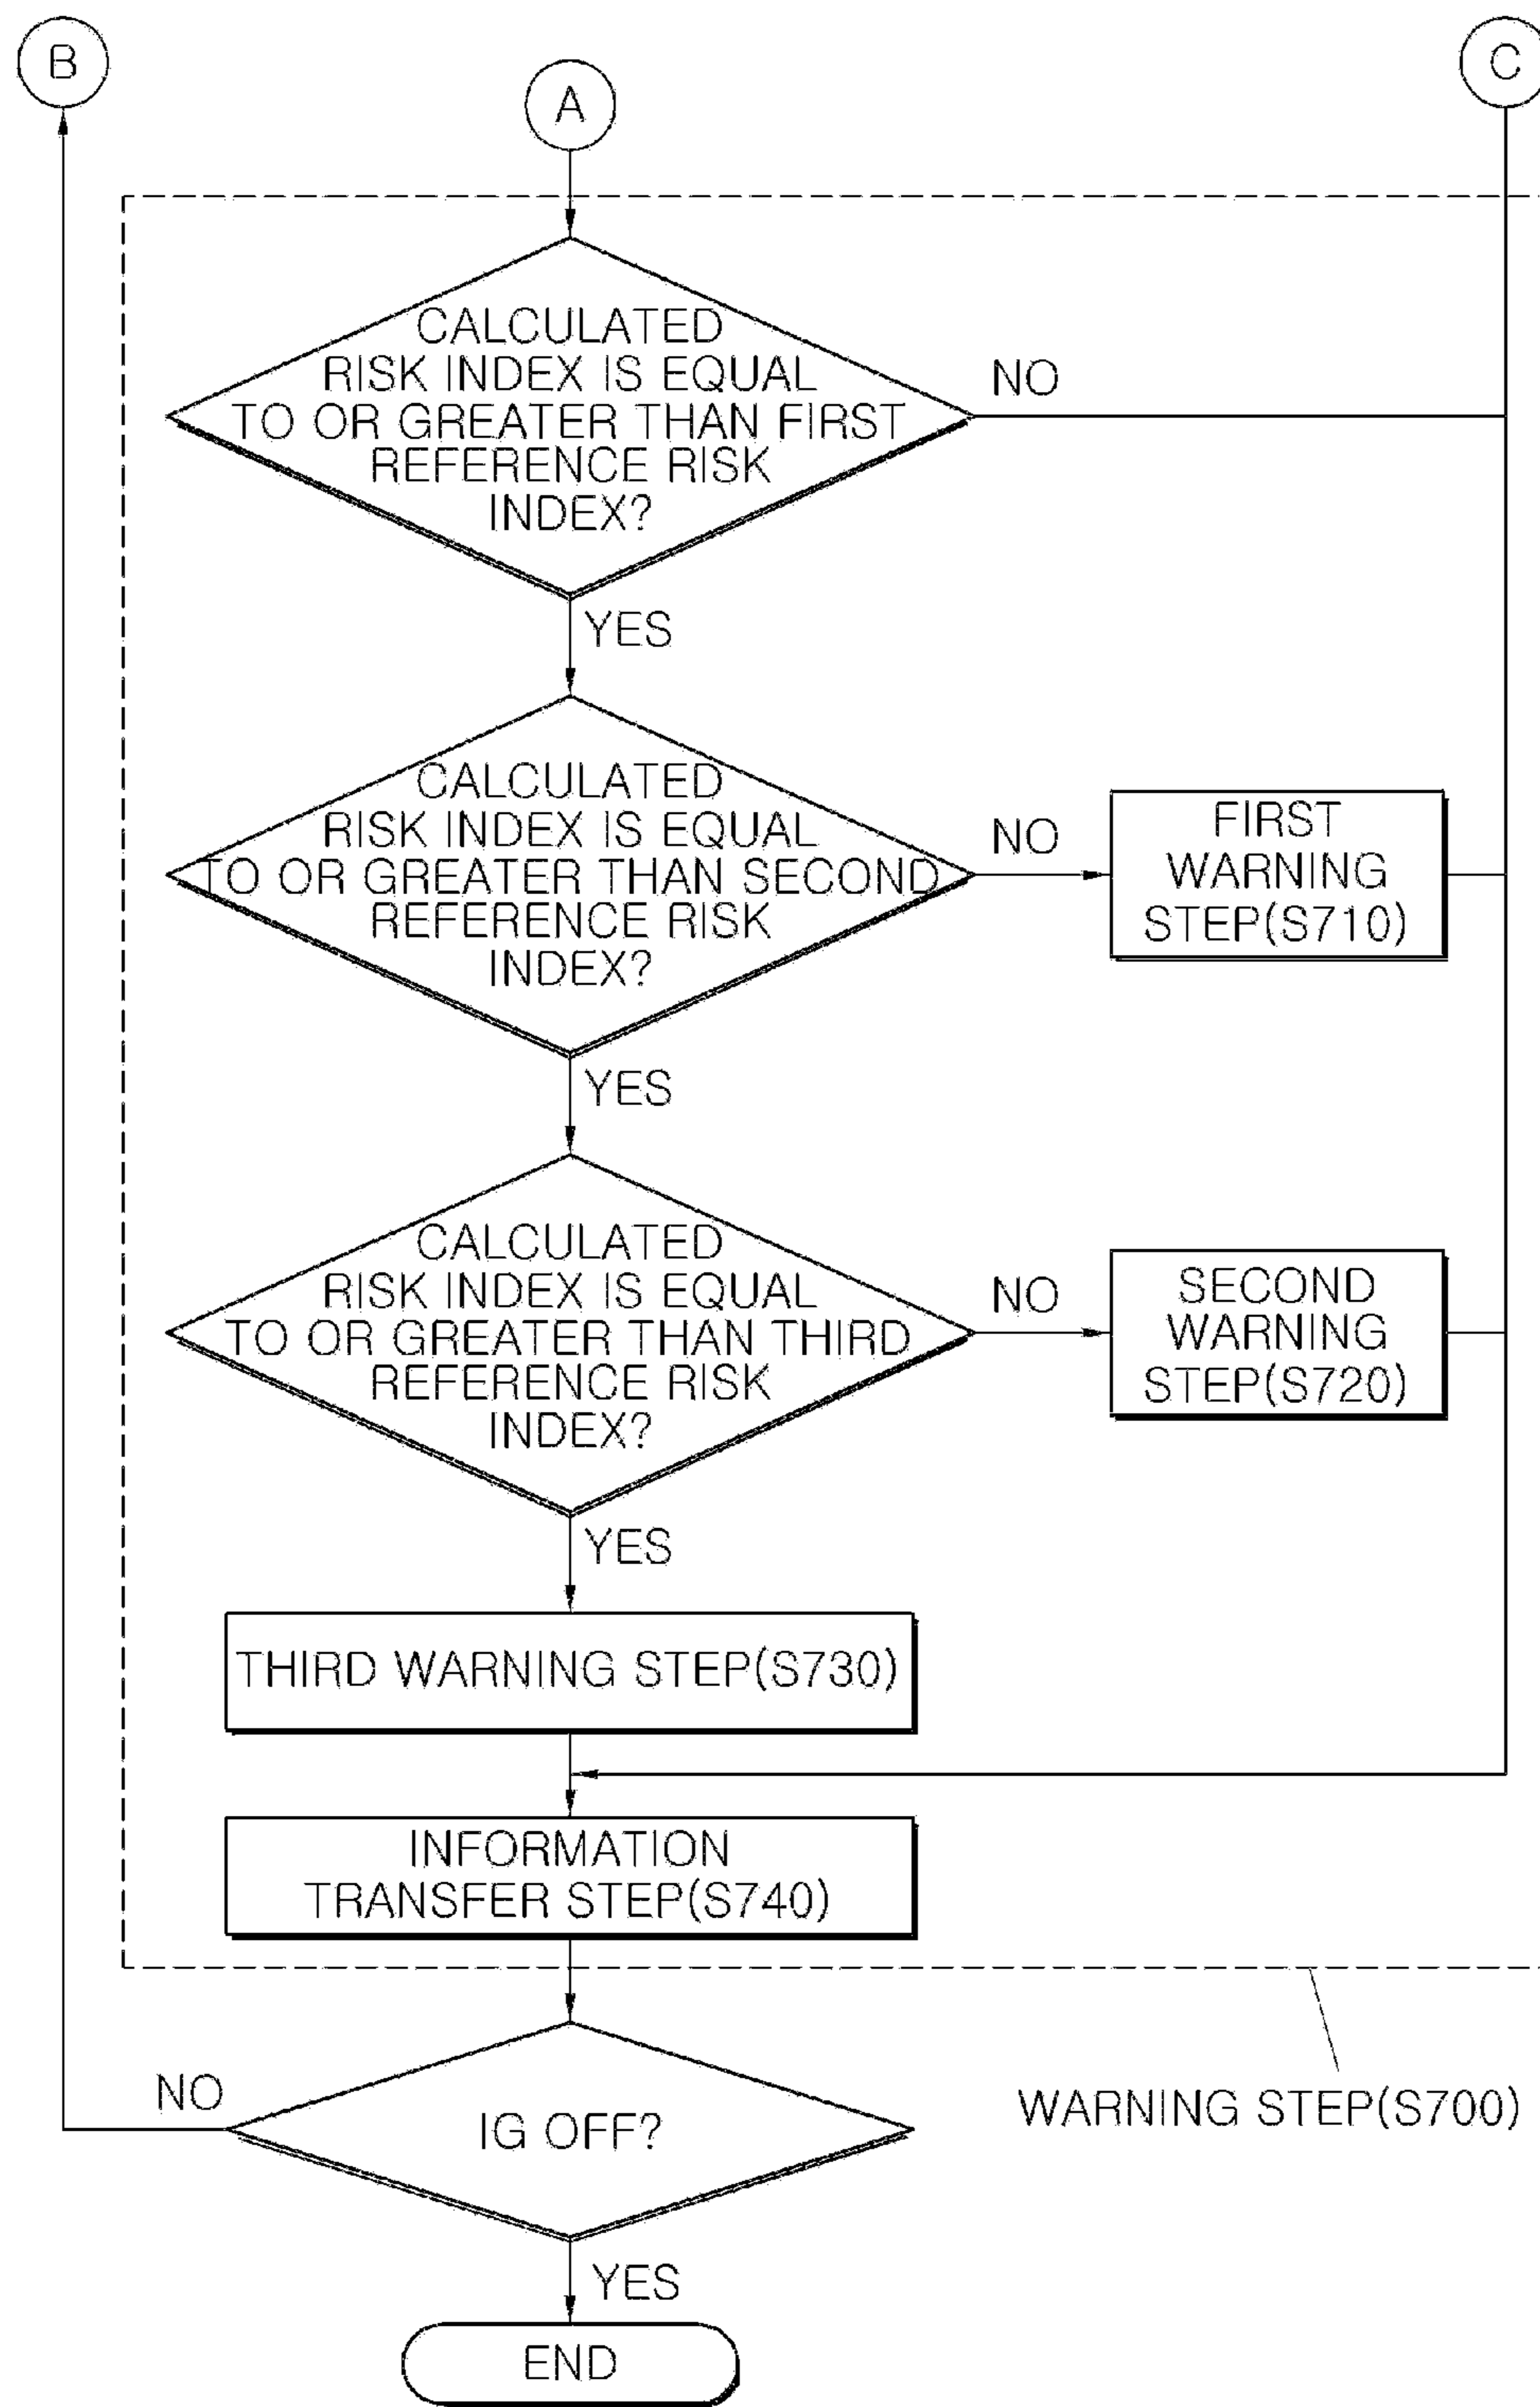 B
A
C
CALCULATED
RISK INDEX IS EQUAL
TO OR GREATER THAN FIRST
REFERENCE RISK
INDEX?
NO
YES
CALCULATED
RISK INDEX IS EQUAL
TO OR GREATER THAN SECOND
REFERENCE RISK
INDEX?
NO
FIRST
WARNING
STEP(S710)
YES
CALCULATED
RISK INDEX IS EQUAL
TO OR GREATER THAN THIRD
REFERENCE RISK
INDEX?
NO
SECOND
WARNING
STEP(S720)
YES
THIRD WARNING STEP(S730)
INFORMATION
TRANSFER STEP(S740)
NO
IG OFF?
WARNING STEP(S700)
YES
END